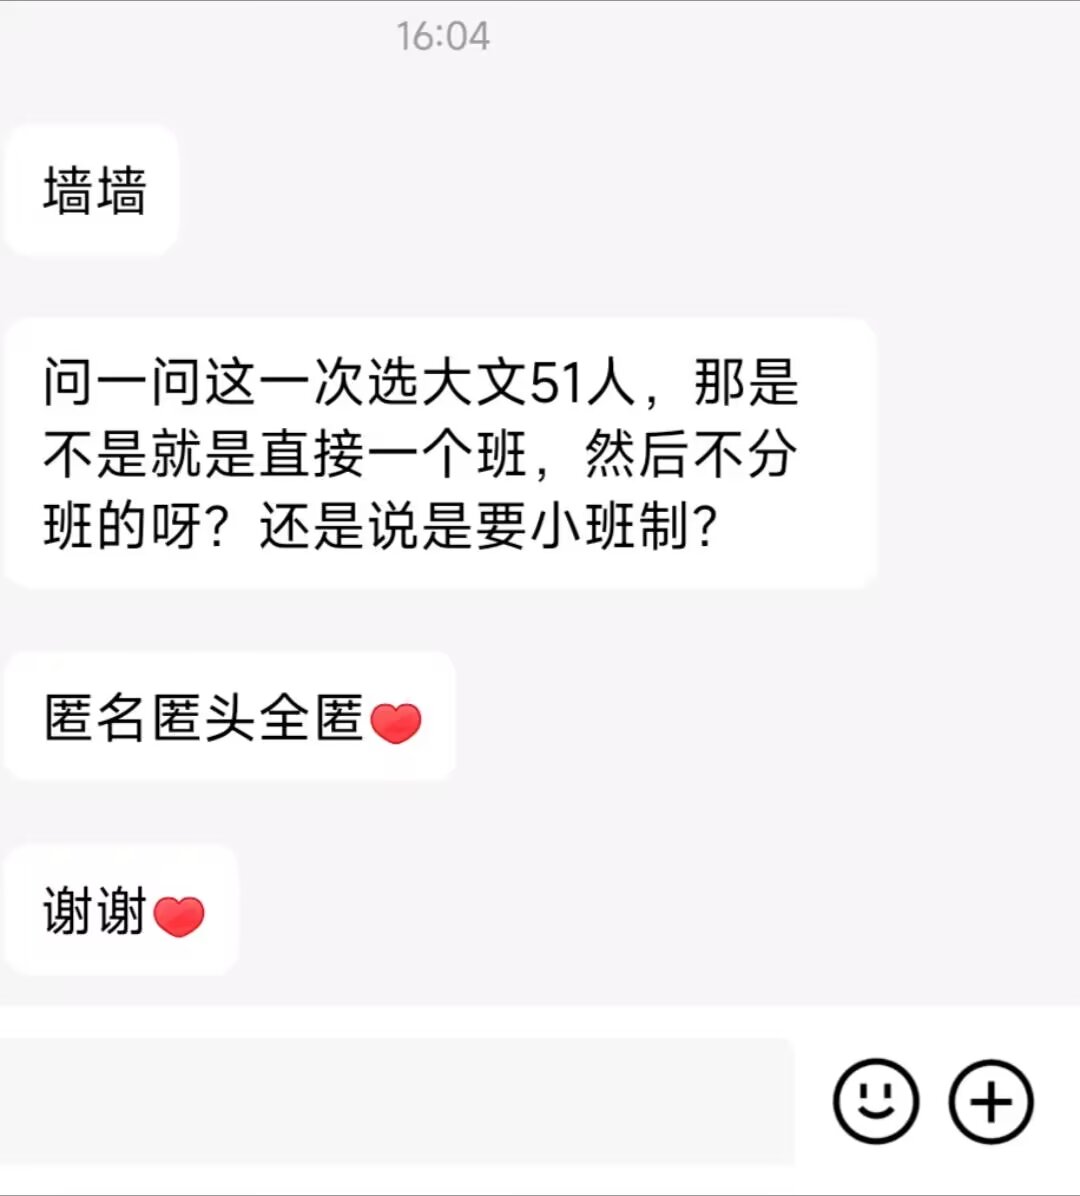 16:04
墙墙
问一问这一次选大文51人，那是
不是就是直接一个班，然后不分
班的呀？还是说是要小班制？
匿名匿头全匿❤
谢谢❤